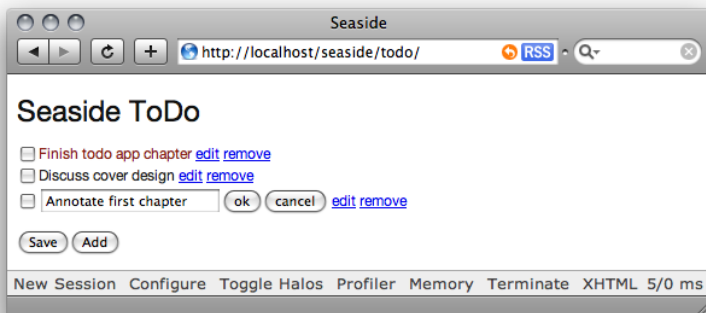 Seaside
http://localhost/seaside/todo/ RSS Q
Seaside ToDo
Finish todo app chapter edit remove
Discuss cover design edit remove
Annotate first chapter ok cancel edit remove
Save Add
New Session Configure Toggle Halos Profiler Memory Terminate XHTML 5/0 ms